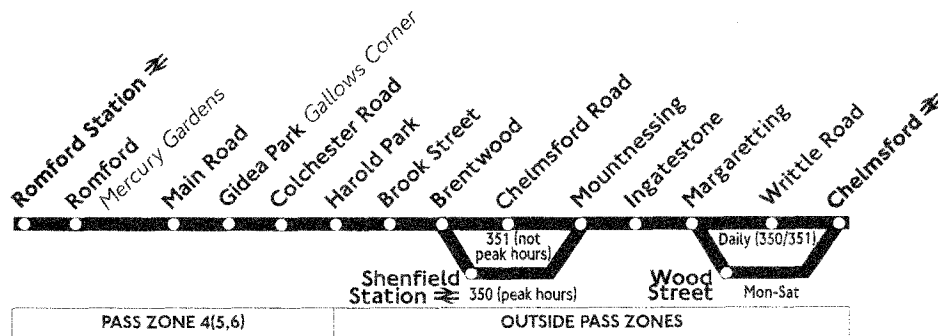 Romford Station
Romford
Mercury Gardens
Main Road
Gidea Park Gallows Corner
Colchester Road
Harold Park
Brook Street
Brentwood
Chelmsford Road
Mountnessing
Ingatestone
Margaretting
Writtle Road
Chelmsford
351 (not
peak hours)
Daily (350/351)
Shenfield
Station
350 (peak hours)
Wood
Street
Mon-Sat
PASS ZONE 4(5,6)
OUTSIDE PASS ZONES